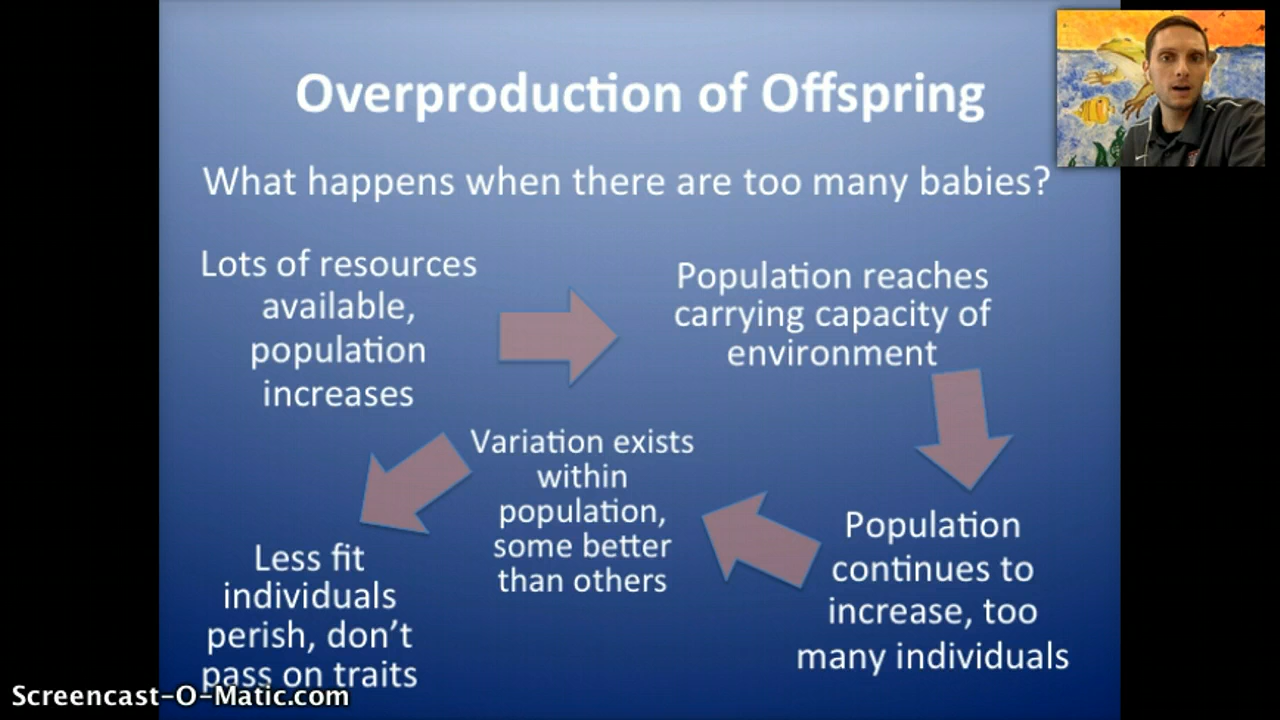 Overproduction of Offspring
What happens when there are too many babies?
Lots of resources
available,
population
increases
Population reaches
carrying capacity of
environment
Population
continues to
increase, too
many individuals
Variation exists
within
population,
some better
than others
Less fit
individuals
perish, don't
pass on traits
Screencast-O-Matic.com